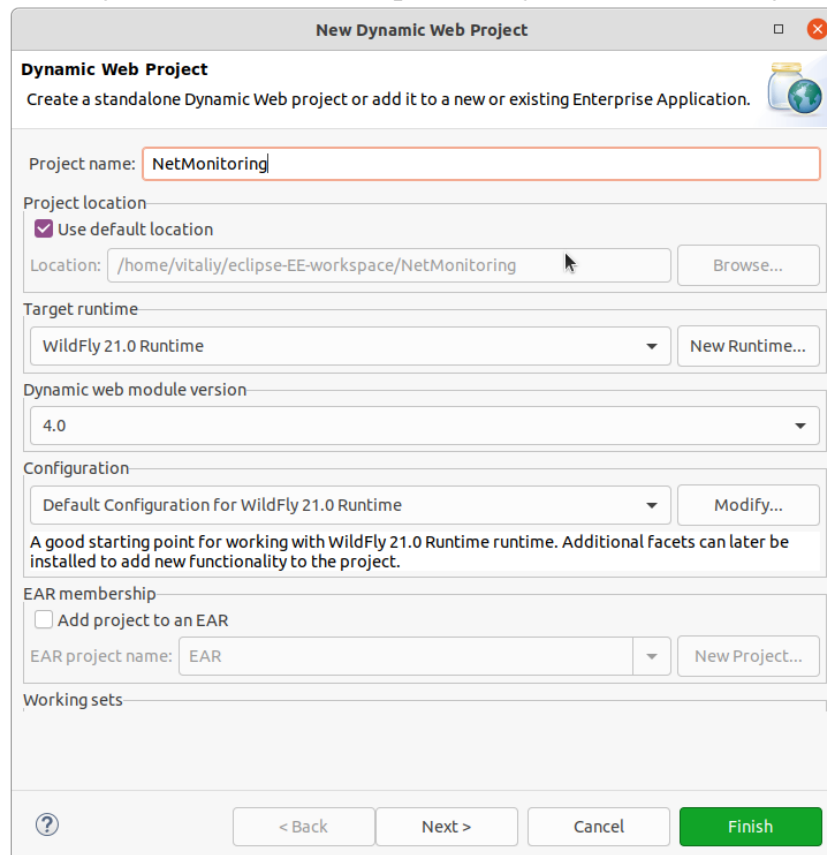 New Dynamic Web Project
Dynamic Web Project
Create a standalone Dynamic Web project or add it to a new or existing Enterprise Application.
Project name: NetMonitoring
Project location
Use default location
Location: /home/vitaliy/eclipse-EE-workspace/NetMonitoring Browse...
Target runtime
WildFly 21.0 Runtime New Runtime...
Dynamic web module version
4.0
Configuration
Default Configuration for WildFly 21.0 Runtime Modify...
A good starting point for working with WildFly 21.0 Runtime runtime. Additional facets can later be
installed to add new functionality to the project.
EAR membership
Add project to an EAR
EAR project name: EAR New Project...
Working sets
? < Back Next > Cancel Finish